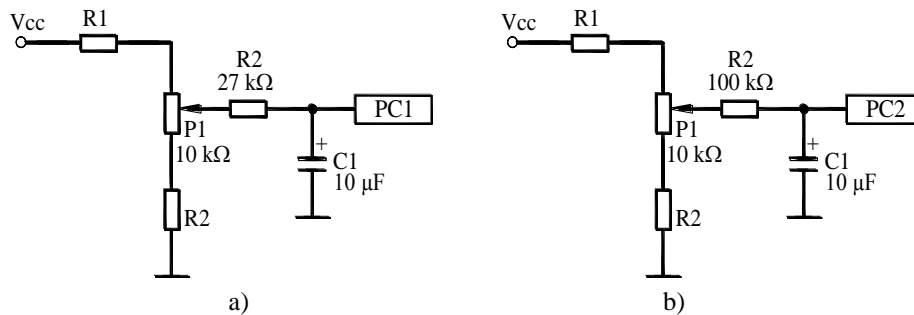 Vcc
R1
R2
27 kΩ
PC1
P1
10 kΩ
+
C1
10 µF
R2
a)
Vcc
R1
R2
100 kΩ
PC2
P1
10 kΩ
+
C1
10 µF
R2
b)